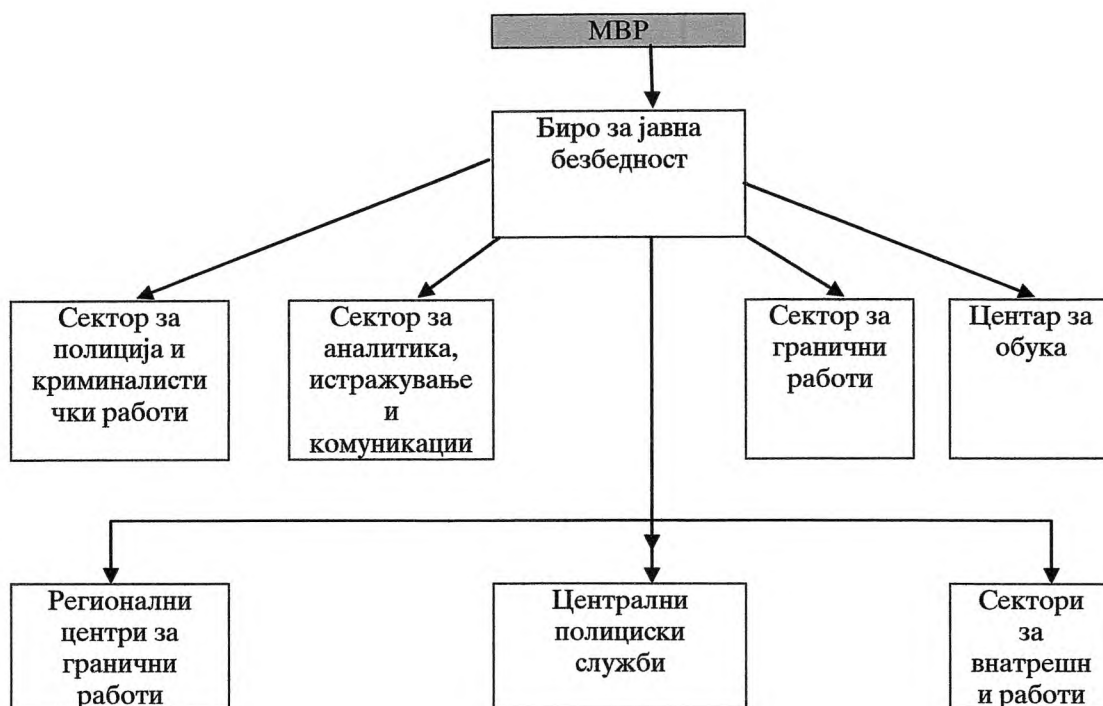 МВР
Биро за јавна
безбедност
Сектор за
полиција и
криминалисти
чки работи
Сектор за
аналитика,
истражување
и
комуникации
Сектор за
гранични
работи
Центар за
обука
Регионални
центри за
гранични
работи
Централни
полициски
служби
Сектори
за
внатрешн
и работи